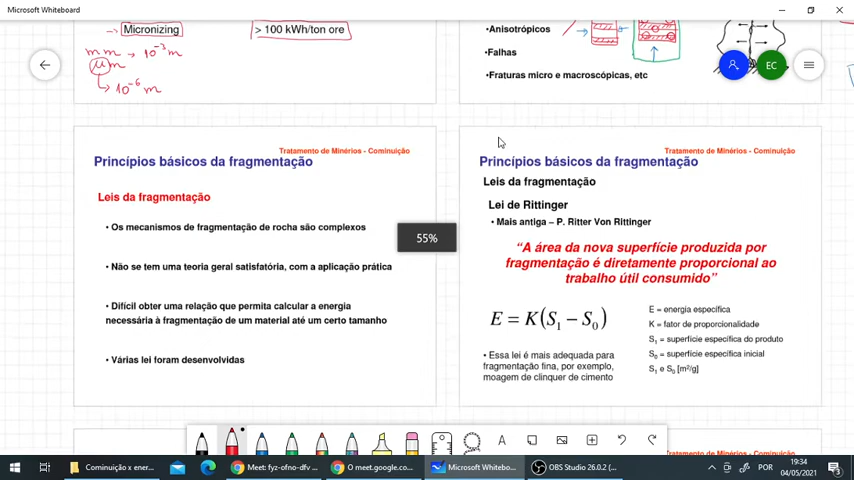 Microsoft Whiteboard
Micronizing
> 100 kWh/ton ore
mm → 10⁻³ m
μm
10⁻⁶ m
•Anisotrópicos
•Falhas
•Fraturas micro e macroscópicas, etc
EC
Tratamento de Minérios - Cominuição
Princípios básicos da fragmentação
Leis da fragmentação
• Os mecanismos de fragmentação de rocha são complexos
• Não se tem uma teoria geral satisfatória, com a aplicação prática
• Difícil obter uma relação que permita calcular a energia
necessária à fragmentação de um material até um certo tamanho
• Várias lei foram desenvolvidas
55%
Tratamento de Minérios - Cominuição
Princípios básicos da fragmentação
Leis da fragmentação
Lei de Rittinger
• Mais antiga – P. Ritter Von Rittinger
“A área da nova superfície produzida por
fragmentação é diretamente proporcional ao
trabalho útil consumido”
E = K(S₁ − S₀)
E = energia específica
K = fator de proporcionalidade
S₁ = superfície específica do produto
S₀ = superfície específica inicial
S₁ e S₀ [m²/g]
• Essa lei é mais adequada para
fragmentação fina, por exemplo,
moagem de clinquer de cimento
A
Cominuição x ener...
Meet: fyz-ofno-dfv ...
O meet.google.co...
Microsoft Whitebo...
OBS Studio 26.0.2 (...
POR
19:34
04/05/2021
3